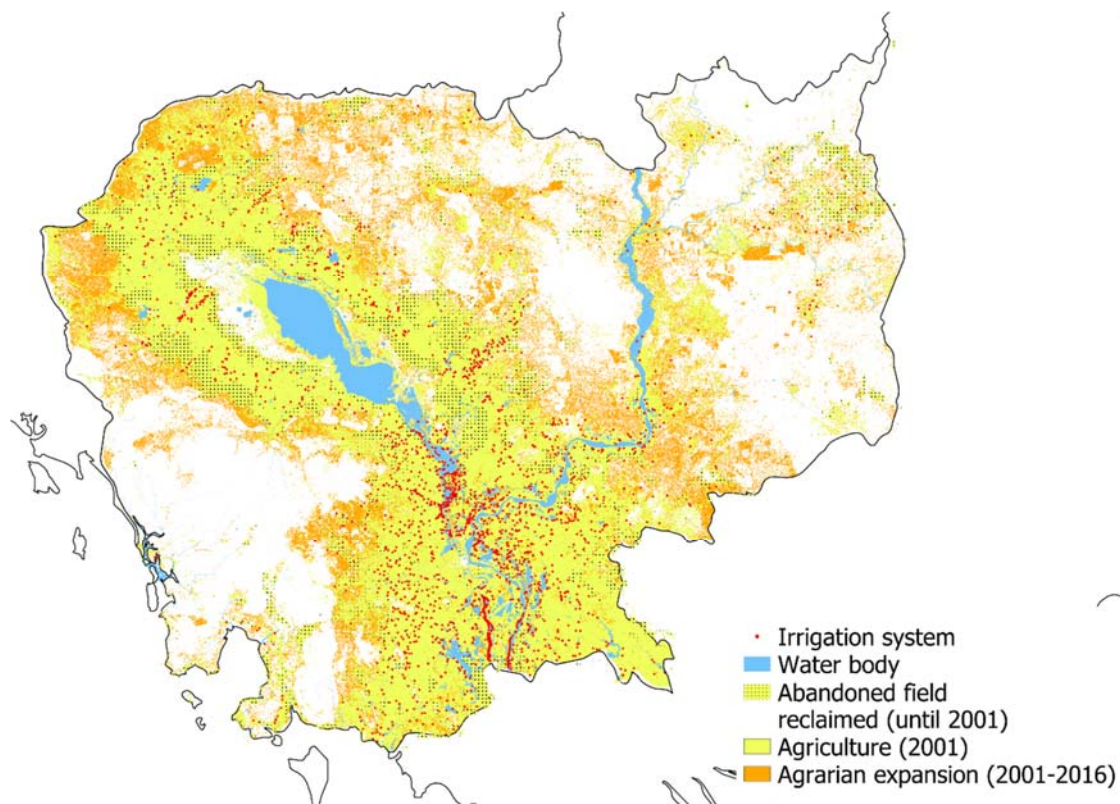 Irrigation system
Water body
Abandoned field
reclaimed (until 2001)
Agriculture (2001)
Agrarian expansion (2001-2016)